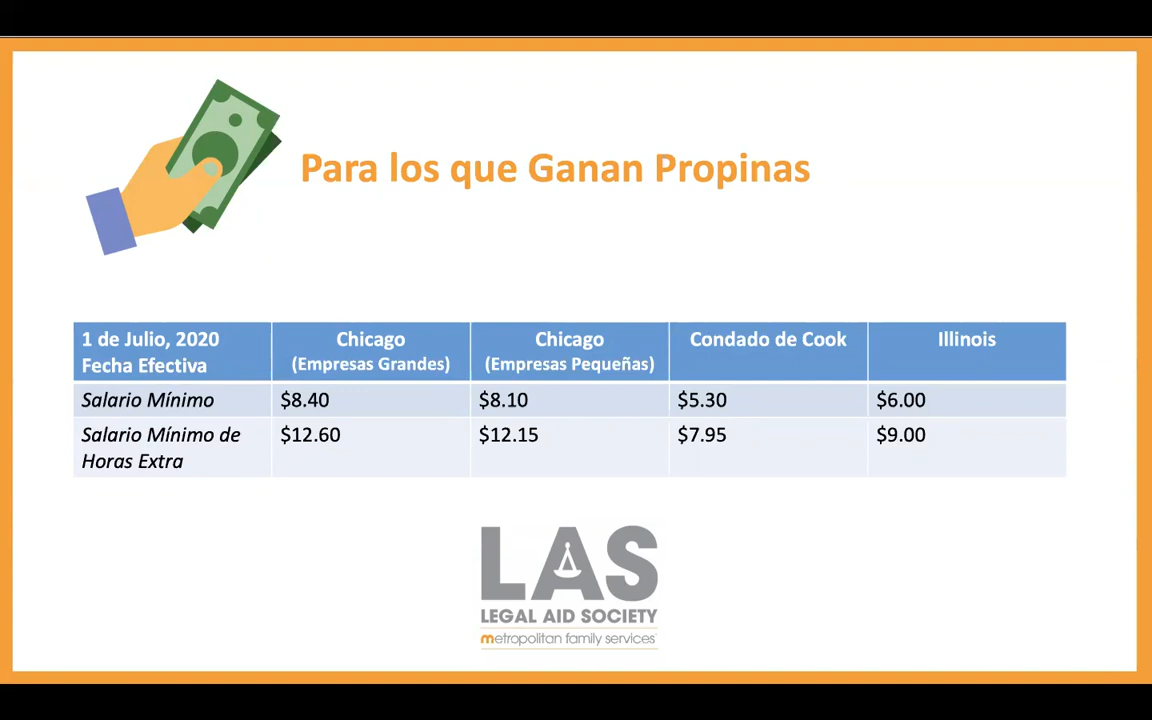 Para los que Ganan Propinas
1 de Julio, 2020 Chicago Chicago Condado de Cook Illinois
Fecha Efectiva (Empresas Grandes) (Empresas Pequeñas)
Salario Mínimo $8.40 $8.10 $5.30 $6.00
Salario Mínimo de $12.60 $12.15 $7.95 $9.00
Horas Extra
LAS
LEGAL AID SOCIETY
metropolitan family services